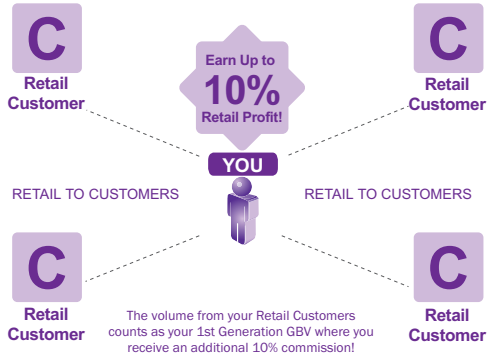 C
Retail
Customer
Earn Up to
10%
Retail Profit!
C
Retail
Customer
YOU
RETAIL TO CUSTOMERS
RETAIL TO CUSTOMERS
C
Retail
Customer
The volume from your Retail Customers
counts as your 1st Generation GBV where you
receive an additional 10% commission!
C
Retail
Customer